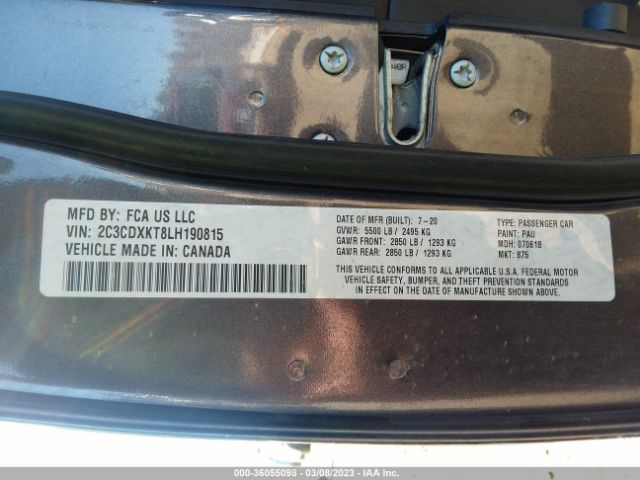 40R
MFD BY: FCA US LLC
VIN: 2C3CDXKT8LH190815
VEHICLE MADE IN: CANADA
DATE OF MFR (BUILT): 7-20
GVWR: 5500 LB / 2495 KG
GAWR FRONT: 2850 LB / 1293 KG
GAWR REAR: 2850 LB / 1293 KG
TYPE: PASSENGER CAR
PAINT: PAU
MDH: 070618
MKT: 875
THIS VEHICLE CONFORMS TO ALL APPLICABLE U.S.A. FEDERAL MOTOR
VEHICLE SAFETY, BUMPER, AND THEFT PREVENTION STANDARDS
IN EFFECT ON THE DATE OF MANUFACTURE SHOWN ABOVE.
000-36055098 - 03/08/2023 - IAAI.COM